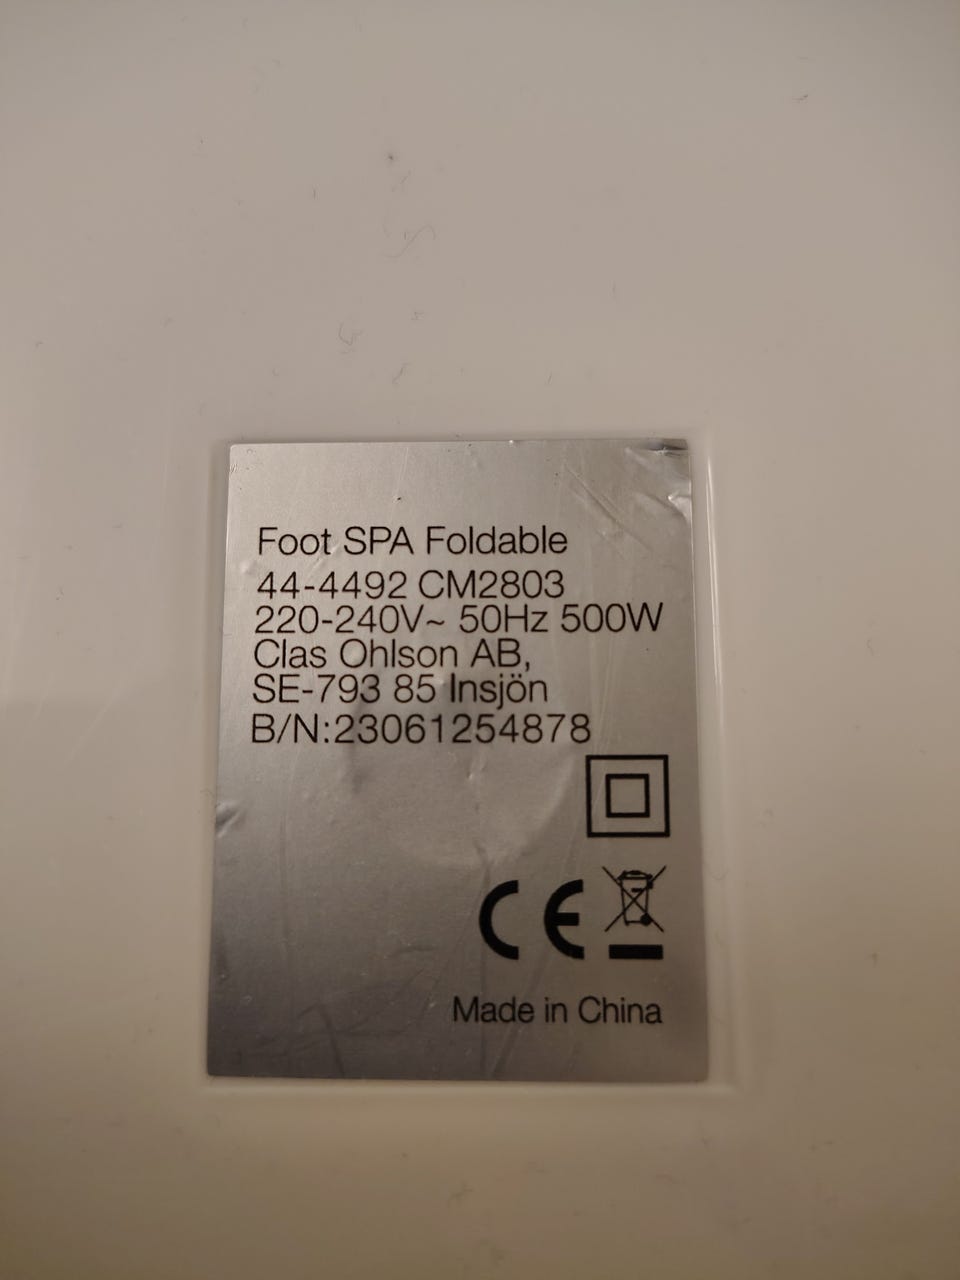 Foot SPA Foldable
44-4492 CM2803
220-240V~ 50Hz 500W
Clas Ohlson AB,
SE-793 85 Insjön
B/N:23061254878
CE
Made in China